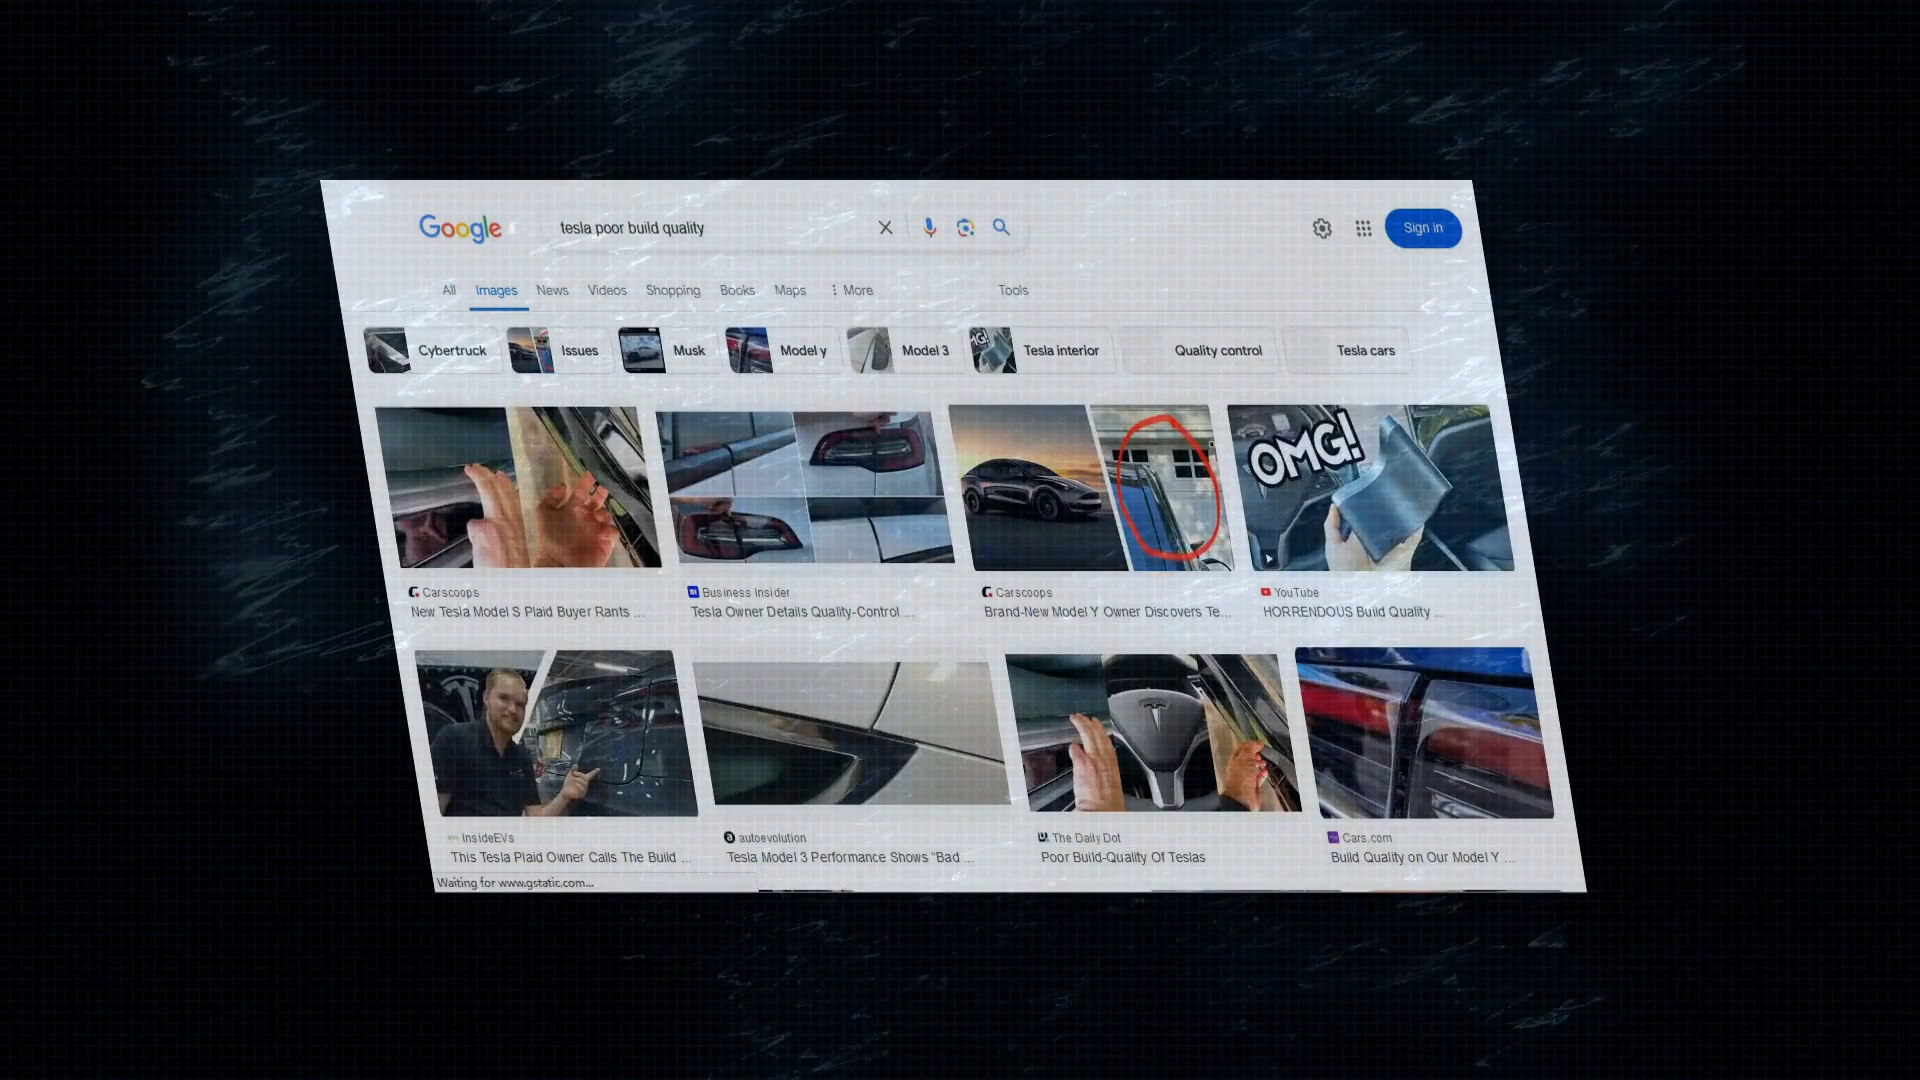 Google
tesla poor build quality
Sign in
All Images News Videos Shopping Books Maps More Tools
Cybertruck Issues Musk Model y Model 3 Tesla interior Quality control Tesla cars
OMG!
Carscoops
New Tesla Model S Plaid Buyer Rants ...
Business Insider
Tesla Owner Details Quality-Control ...
Carscoops
Brand-New Model Y Owner Discovers Te...
YouTube
HORRENDOUS Build Quality ...
InsideEVs
This Tesla Plaid Owner Calls The Build ...
autoevolution
Tesla Model 3 Performance Shows “Bad ...
The Daily Dot
Poor Build-Quality Of Teslas
Cars.com
Build Quality on Our Model Y ...
Waiting for www.gstatic.com...